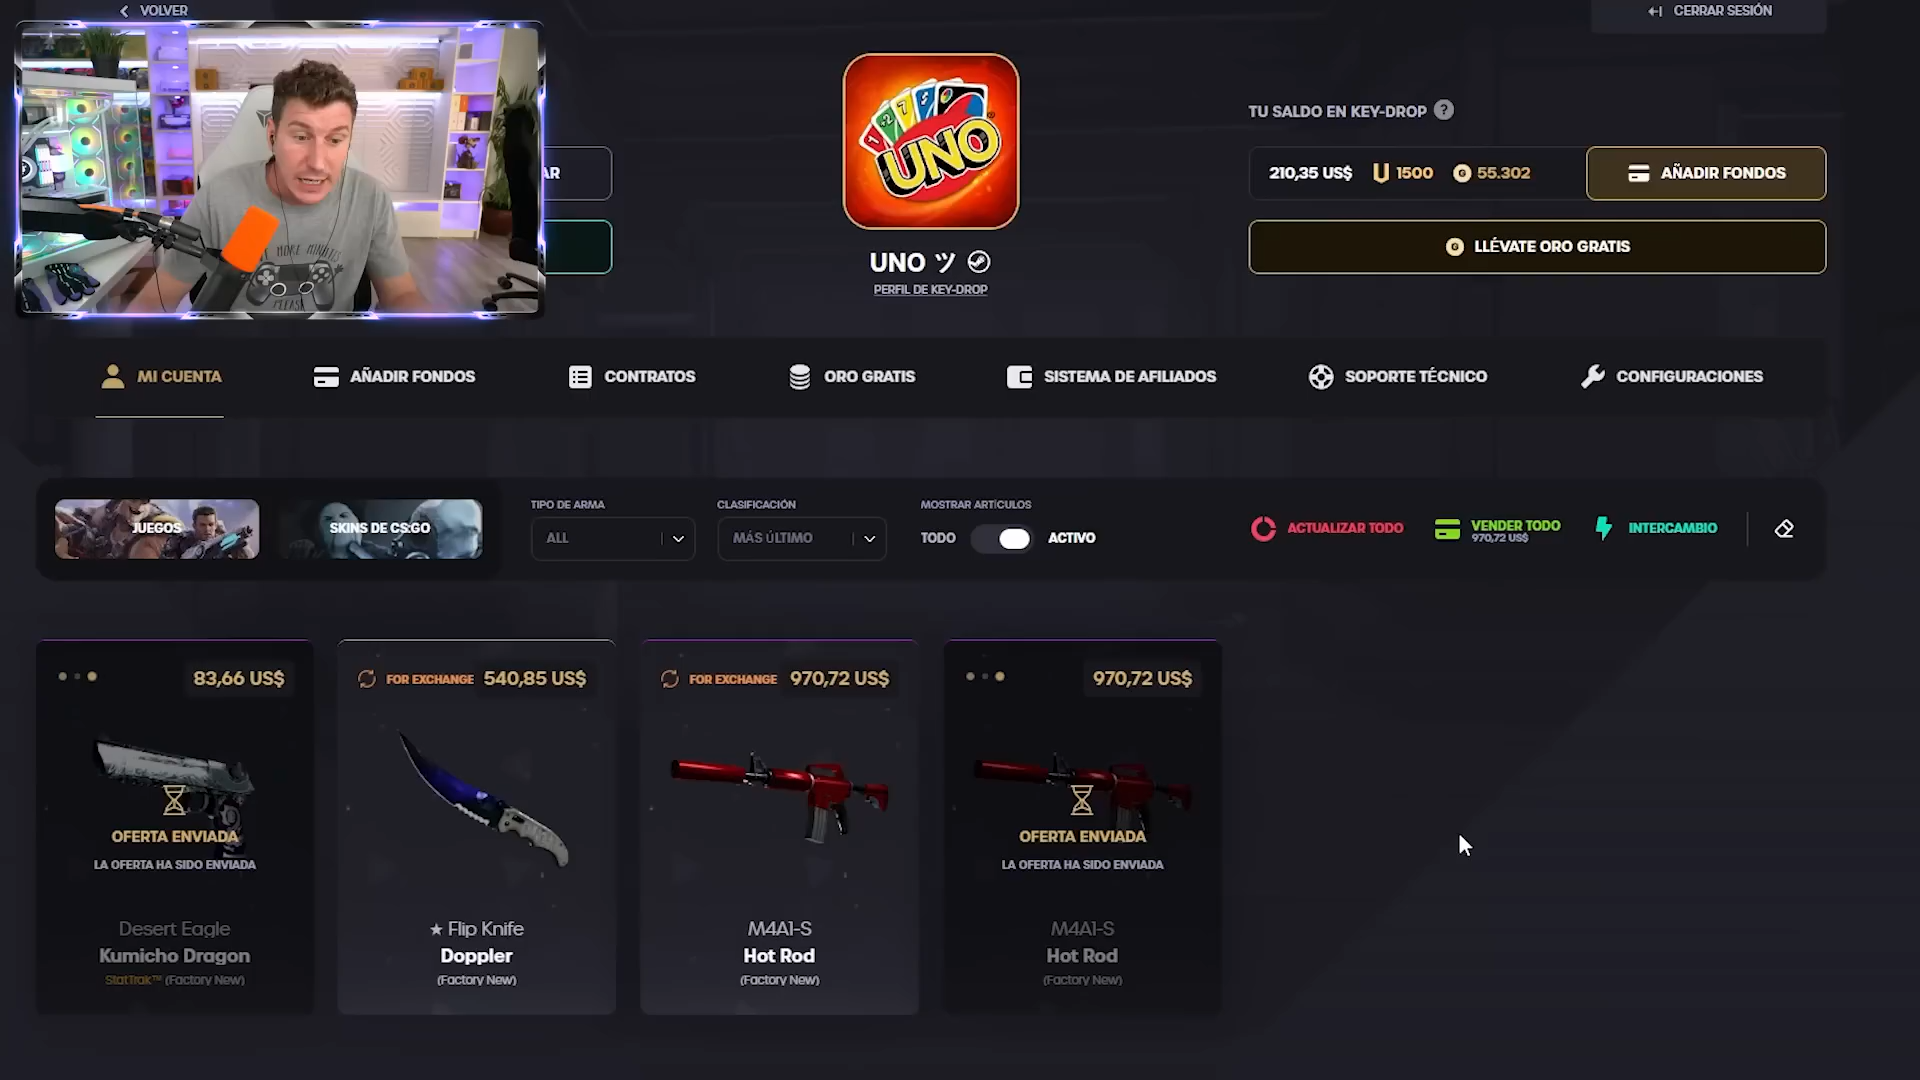 VOLVER
CERRAR SESIÓN
UNO
TU SALDO EN KEY-DROP ?
210,35 US$ 1500 55.302
AÑADIR FONDOS
LLÉVATE ORO GRATIS
AR
UNO ツ
PERFIL DE KEY-DROP
MI CUENTA
AÑADIR FONDOS
CONTRATOS
ORO GRATIS
SISTEMA DE AFILIADOS
SOPORTE TÉCNICO
CONFIGURACIONES
JUEGOS
SKINS DE CS:GO
TIPO DE ARMA
ALL
CLASIFICACIÓN
MÁS ÚLTIMO
MOSTRAR ARTÍCULOS
TODO
ACTIVO
ACTUALIZAR TODO
VENDER TODO
970,72 US$
INTERCAMBIO
83,66 US$
OFERTA ENVIADA
LA OFERTA HA SIDO ENVIADA
Desert Eagle
Kumicho Dragon
StatTrak™ (Factory New)
FOR EXCHANGE 540,85 US$
★ Flip Knife
Doppler
(Factory New)
FOR EXCHANGE 970,72 US$
M4A1-S
Hot Rod
(Factory New)
970,72 US$
OFERTA ENVIADA
LA OFERTA HA SIDO ENVIADA
M4A1-S
Hot Rod
(Factory New)